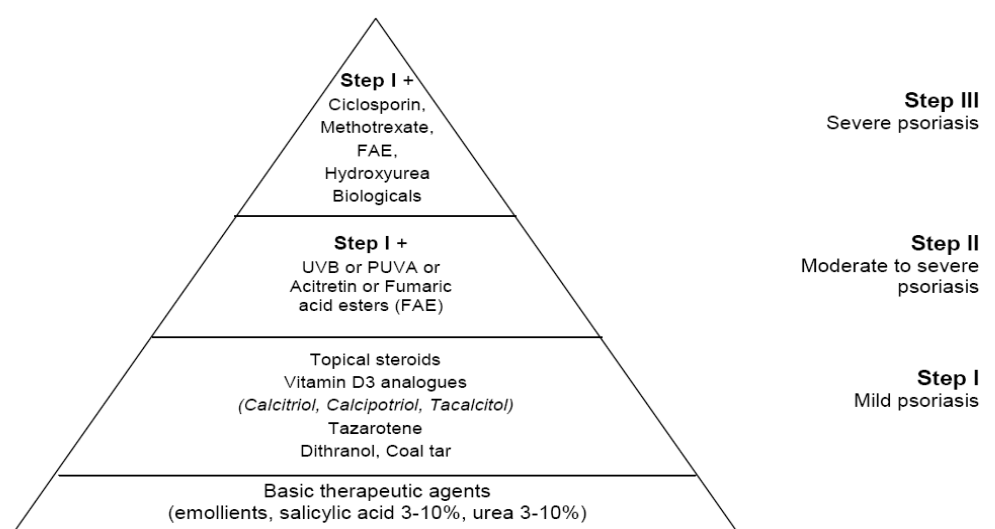 Step I +
Ciclosporin,
Methotrexate,
FAE,
Hydroxyurea
Biologicals
Step III
Severe psoriasis
Step I +
UVB or PUVA or
Acitretin or Fumaric
acid esters (FAE)
Step II
Moderate to severe
psoriasis
Topical steroids
Vitamin D3 analogues
(Calcitriol, Calcipotriol, Tacalcitol)
Tazarotene
Dithranol, Coal tar
Step I
Mild psoriasis
Basic therapeutic agents
(emollients, salicylic acid 3-10%, urea 3-10%)